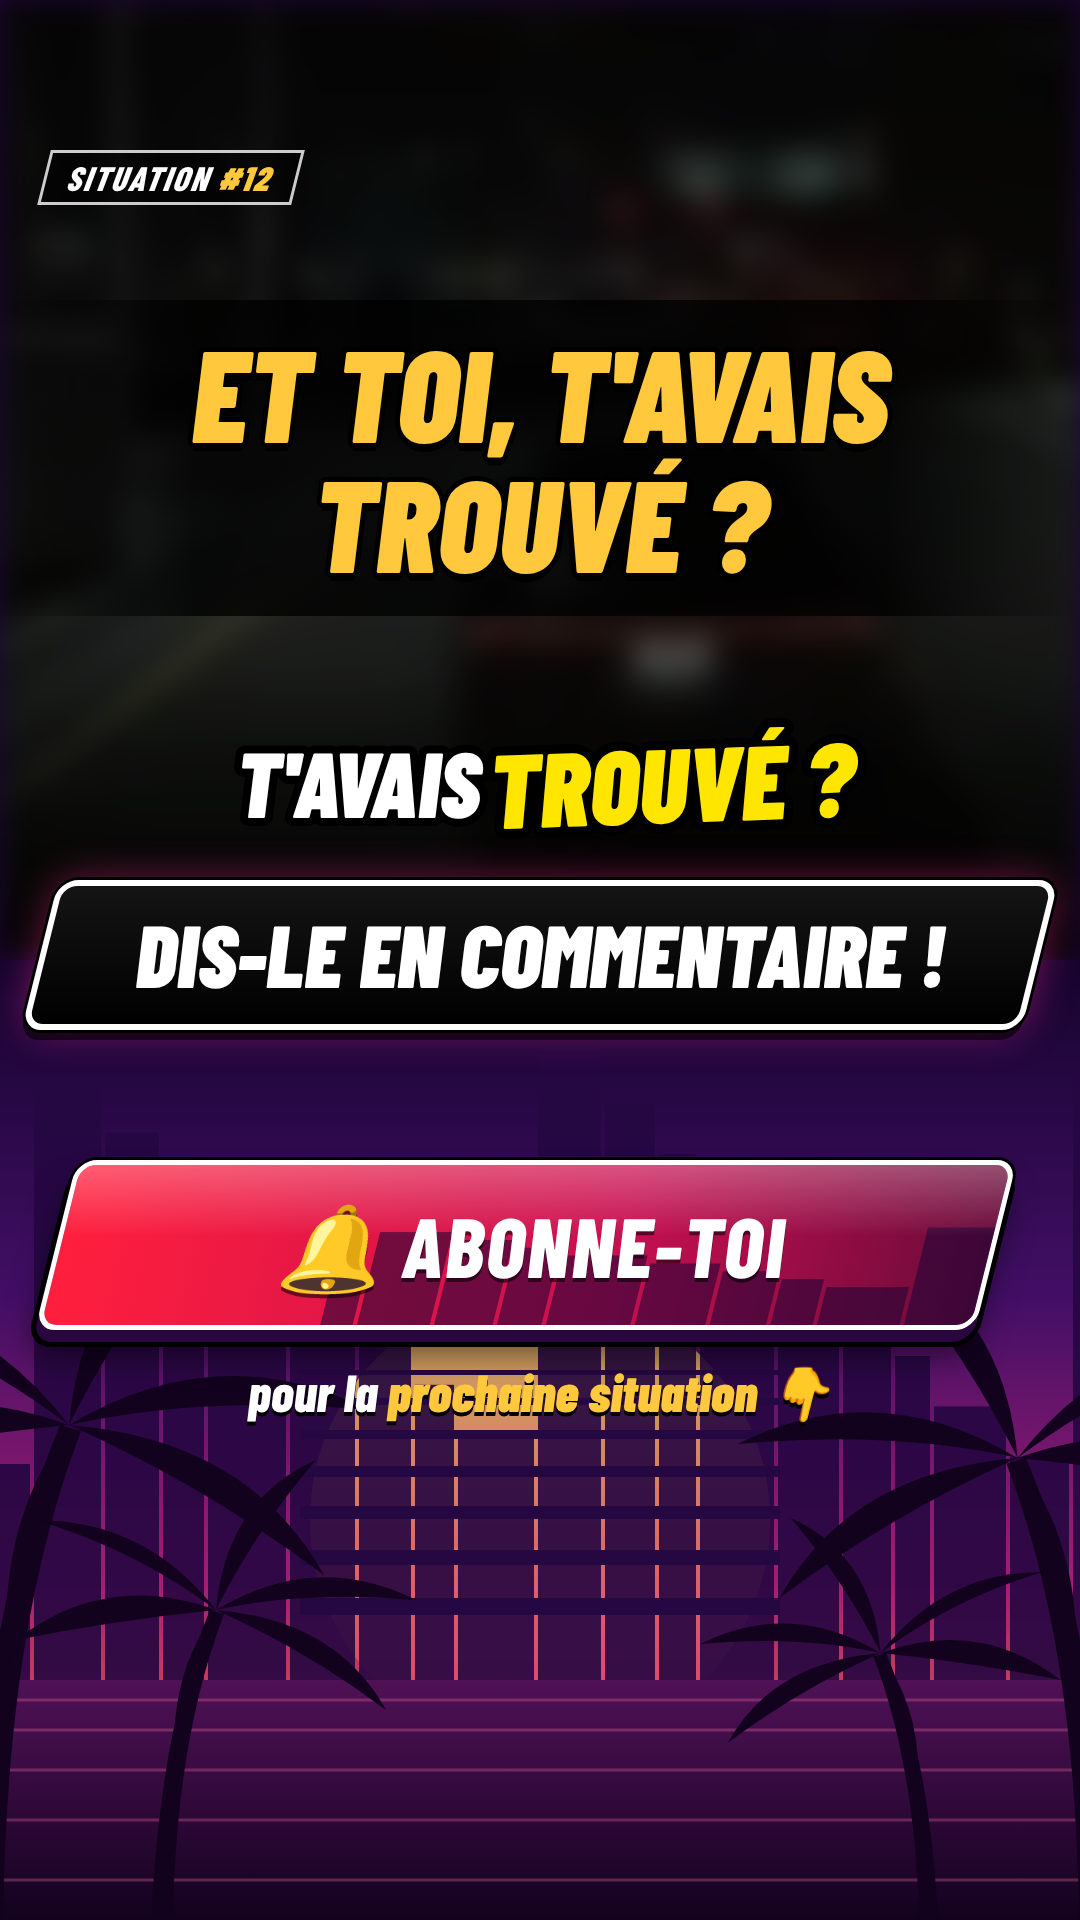 SITUATION #12
ET TOI, T'AVAIS
TROUVÉ ?
T'AVAIS TROUVÉ ?
DIS-LE EN COMMENTAIRE !
🔔 ABONNE-TOI
pour la prochaine situation 👇